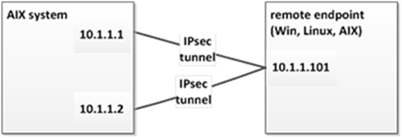 AIX system
10.1.1.1
10.1.1.2
IPsec
tunnel
IPsec
tunnel
remote endpoint
(Win, Linux, AIX)
10.1.1.101